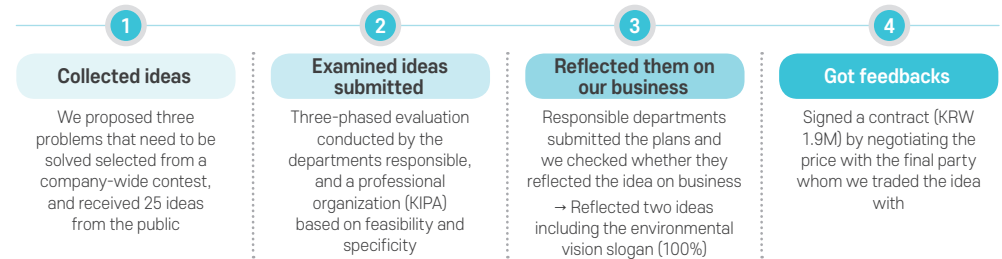 1
Collected ideas
We proposed three
problems that need to be
solved selected from a
company-wide contest,
and received 25 ideas
from the public
2
Examined ideas
submitted
Three-phased evaluation
conducted by the
departments responsible,
and a professional
organization (KIPA)
based on feasibility and
specificity
3
Reflected them on
our business
Responsible departments
submitted the plans and
we checked whether they
reflected the idea on business
→ Reflected two ideas
including the environmental
vision slogan (100%)
4
Got feedbacks
Signed a contract (KRW
1.9M) by negotiating the
price with the final party
whom we traded the idea
with